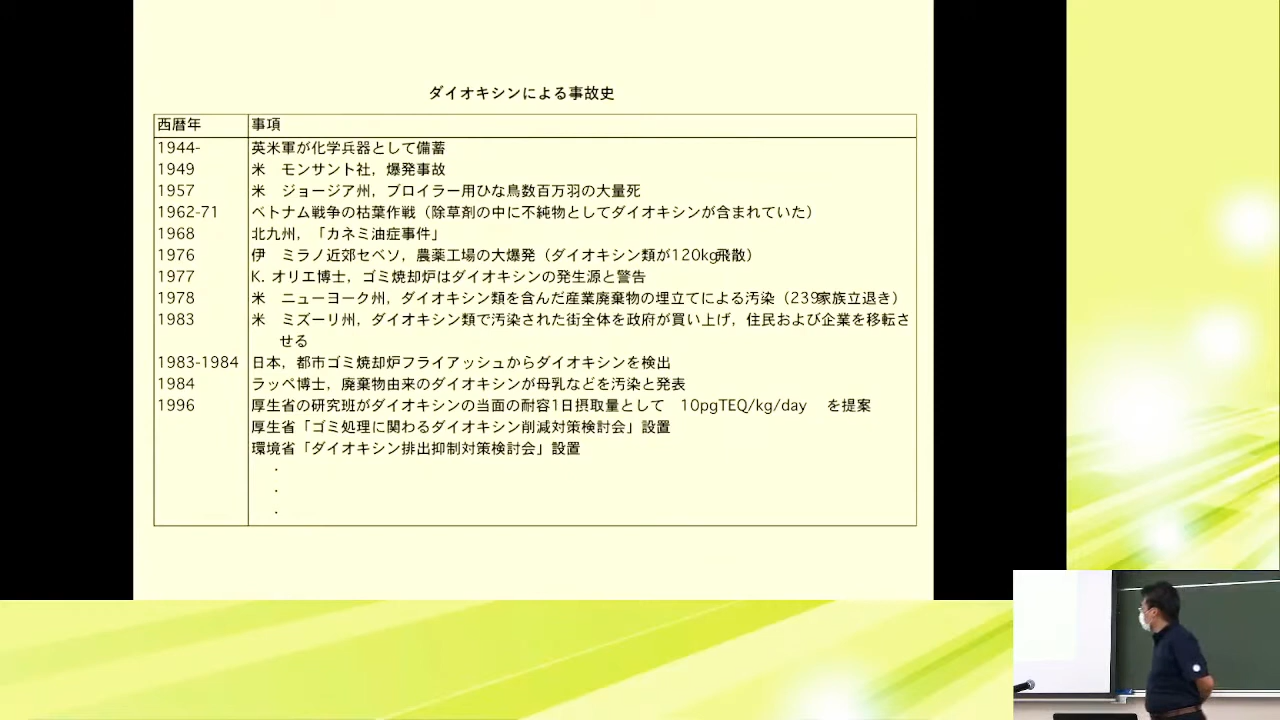 ダイオキシンによる事故史
西暦年 事項
1944- 英米軍が化学兵器として備蓄
1949 米 モンサント社，爆発事故
1957 米 ジョージア州，ブロイラー用ひな鳥数百万羽の大量死
1962-71 ベトナム戦争の枯葉作戦（除草剤の中に不純物としてダイオキシンが含まれていた）
1968 北九州，「カネミ油症事件」
1976 伊 ミラノ近郊セベソ，農薬工場の大爆発（ダイオキシン類が120kg飛散）
1977 K. オリエ博士，ゴミ焼却炉はダイオキシンの発生源と警告
1978 米 ニューヨーク州，ダイオキシン類を含んだ産業廃棄物の埋立てによる汚染（239家族立退き）
1983 米 ミズーリ州，ダイオキシン類で汚染された街全体を政府が買い上げ，住民および企業を移転さ
せる
1983-1984 日本，都市ゴミ焼却炉フライアッシュからダイオキシンを検出
1984 ラッペ博士，廃棄物由来のダイオキシンが母乳などを汚染と発表
1996 厚生省の研究班がダイオキシンの当面の耐容1日摂取量として 10pgTEQ/kg/day を提案
厚生省「ゴミ処理に関わるダイオキシン削減対策検討会」設置
環境省「ダイオキシン排出抑制対策検討会」設置
・
・
・